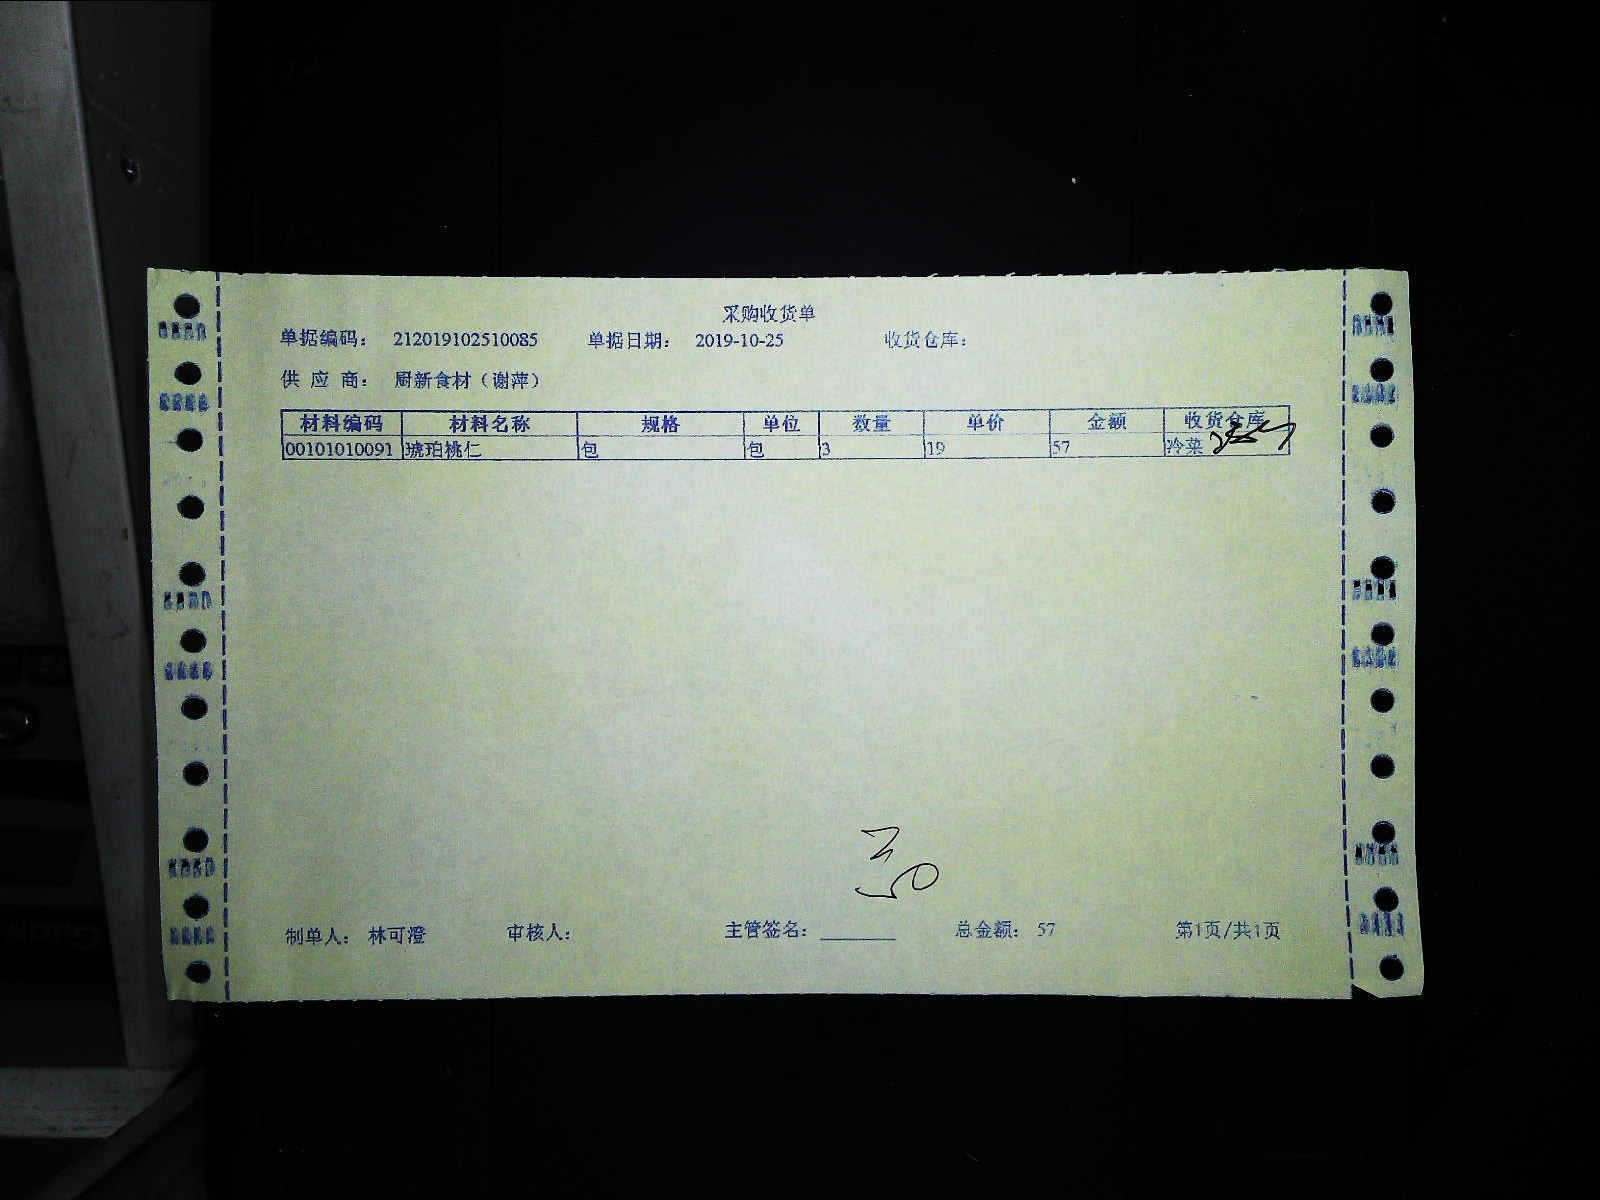 采购收货单
单据编码： 212019102510085 单据日期： 2019-10-25 收货仓库：
供 应 商： 厨新食材（谢萍）
材料编码 材料名称 规格 单位 数量 单价 金额 收货仓库
00101010091 琥珀桃仁 包 包 3 19 57 冷菜
制单人： 林可澄 审核人： 主管签名：________ 总金额： 57 第1页/共1页